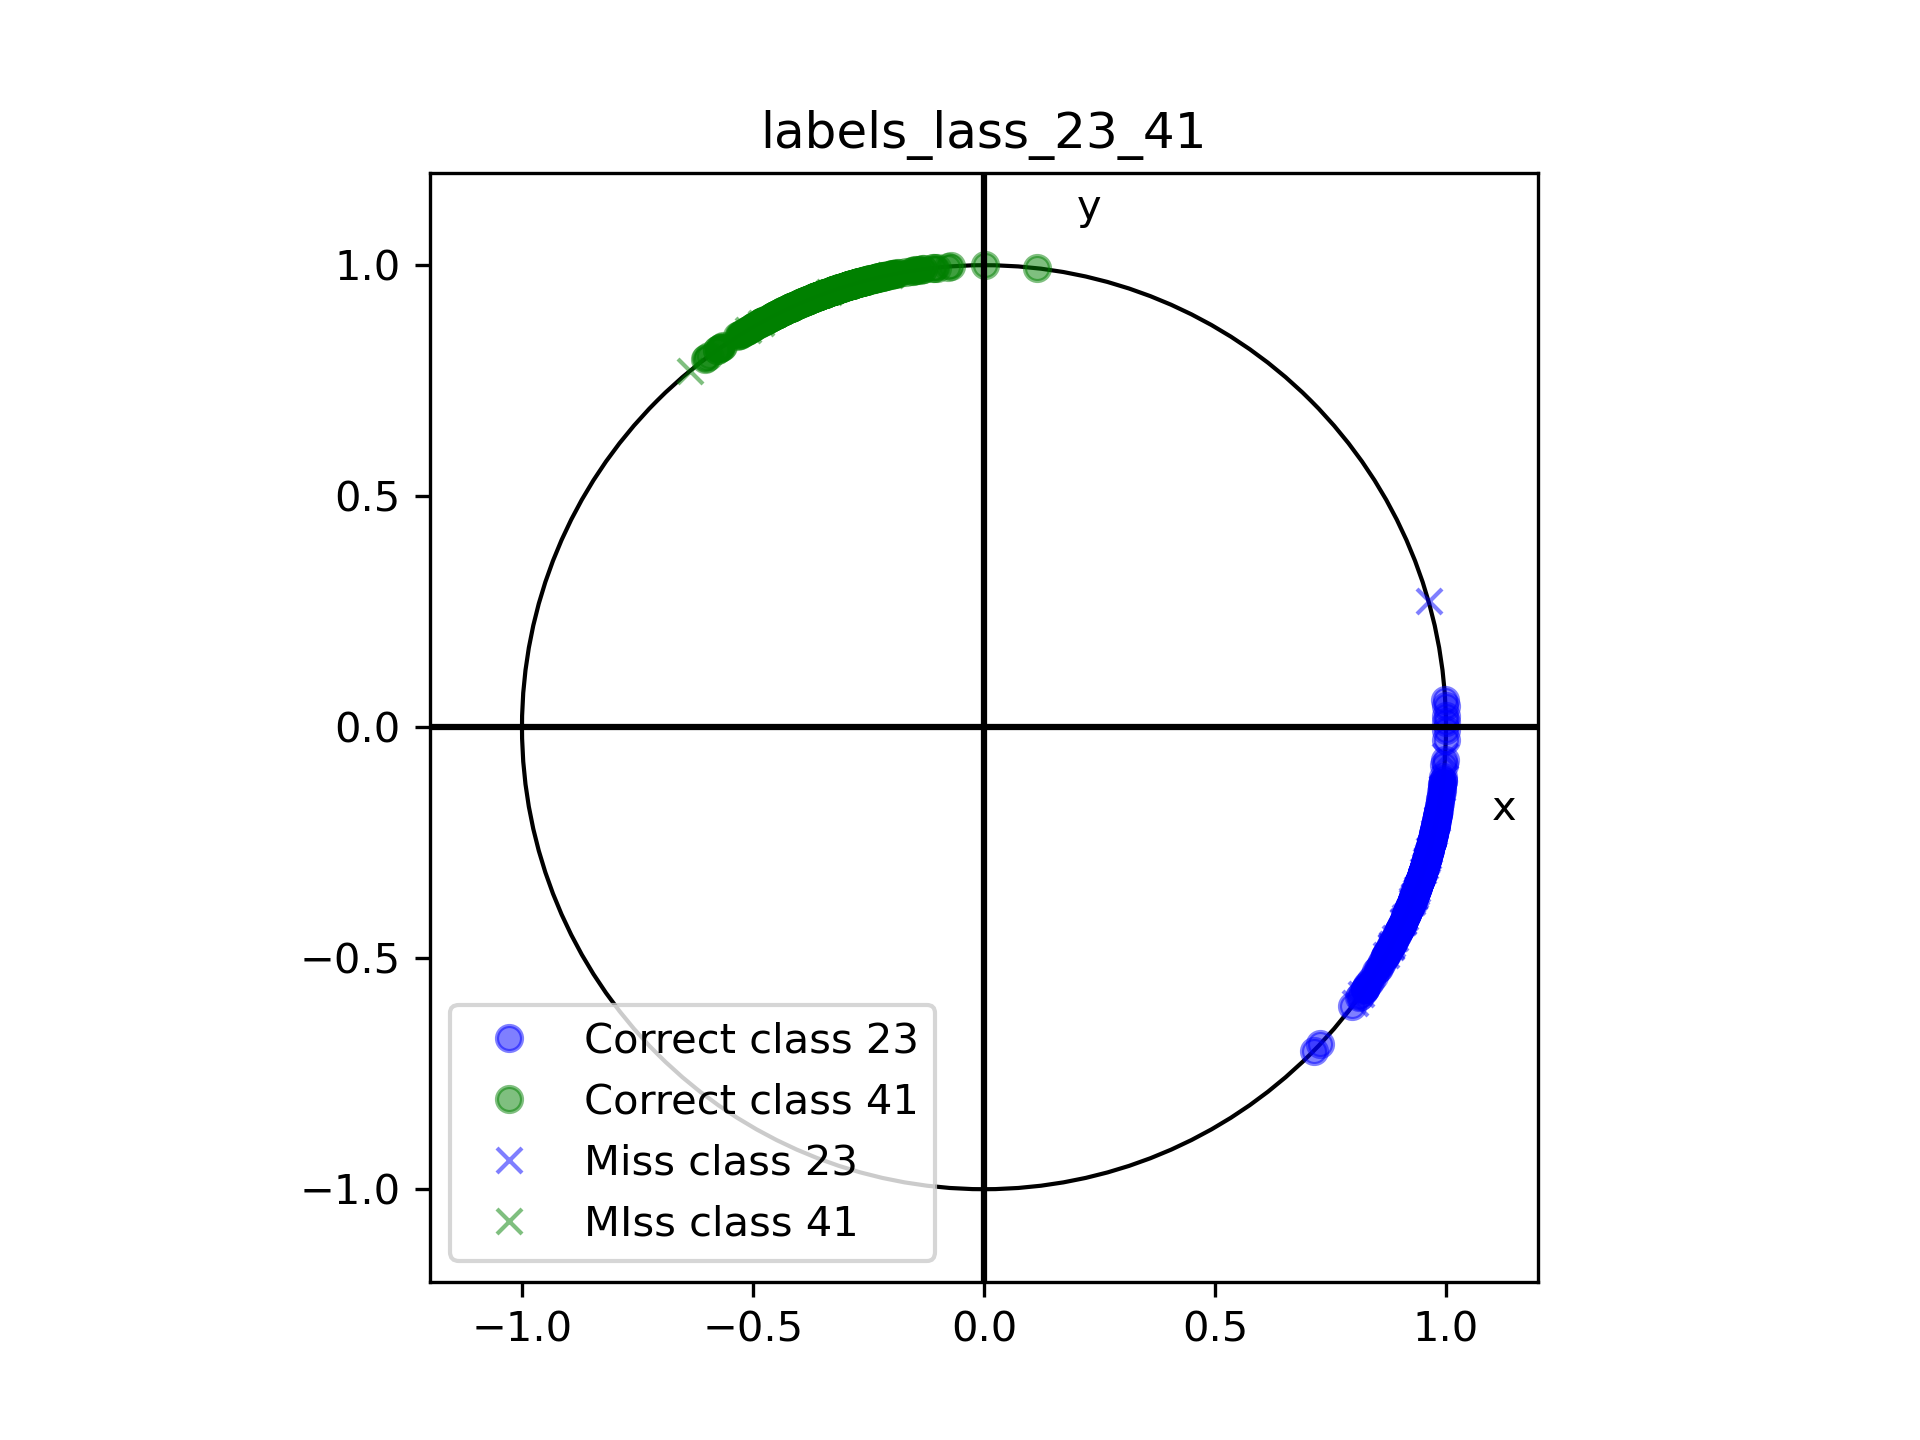 labels_lass_23_41
y
1.0
0.5
0.0
−0.5
−1.0
x
Correct class 23
Correct class 41
Miss class 23
MIss class 41
−1.0 −0.5 0.0 0.5 1.0